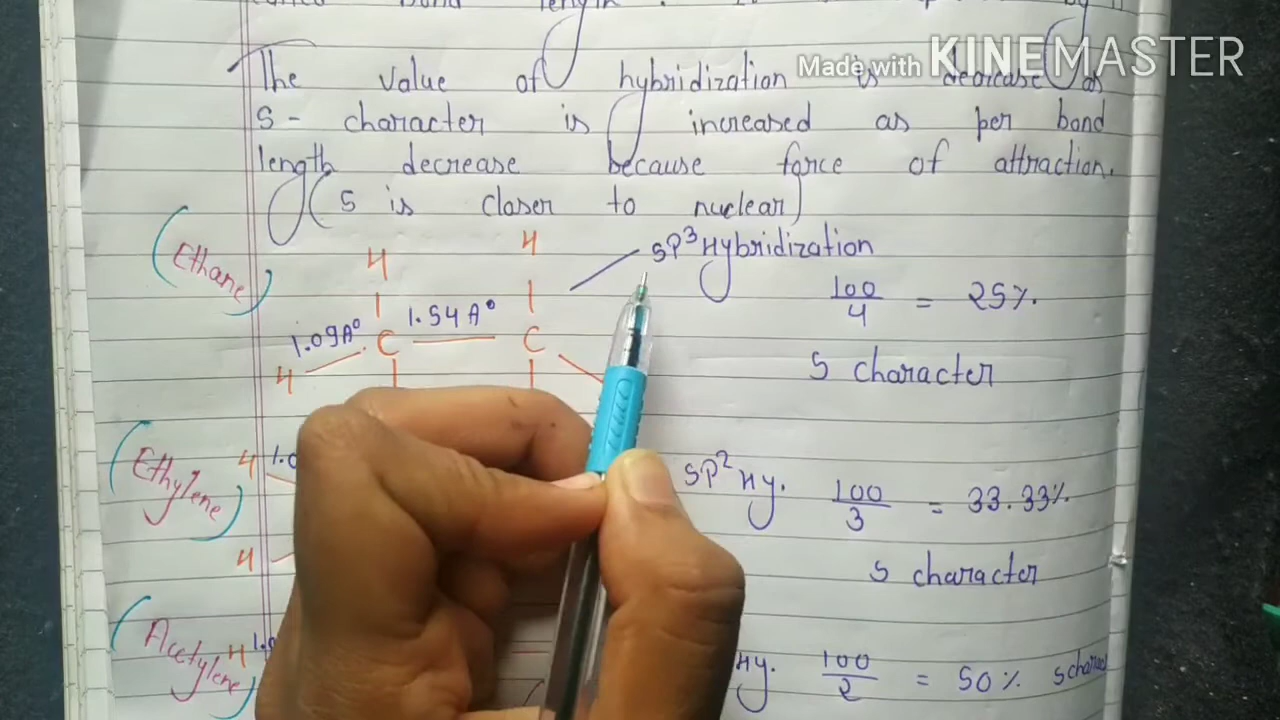 Made with KINEMASTER
The value of hybridization is decrease as
S- character is increased as per bond
length decrease because force of attraction.
(S is closer to nuclear)
(Ethane)
H H
SP³ Hybridization
100/4 = 25%.
1.09A° C 1.54A° C
H
S character
(Ethylene)
H 1.0
SP² Hy. 100/3 = 33.33%
H
S character
(Acetylene)
H
Hy. 100/2 = 50%